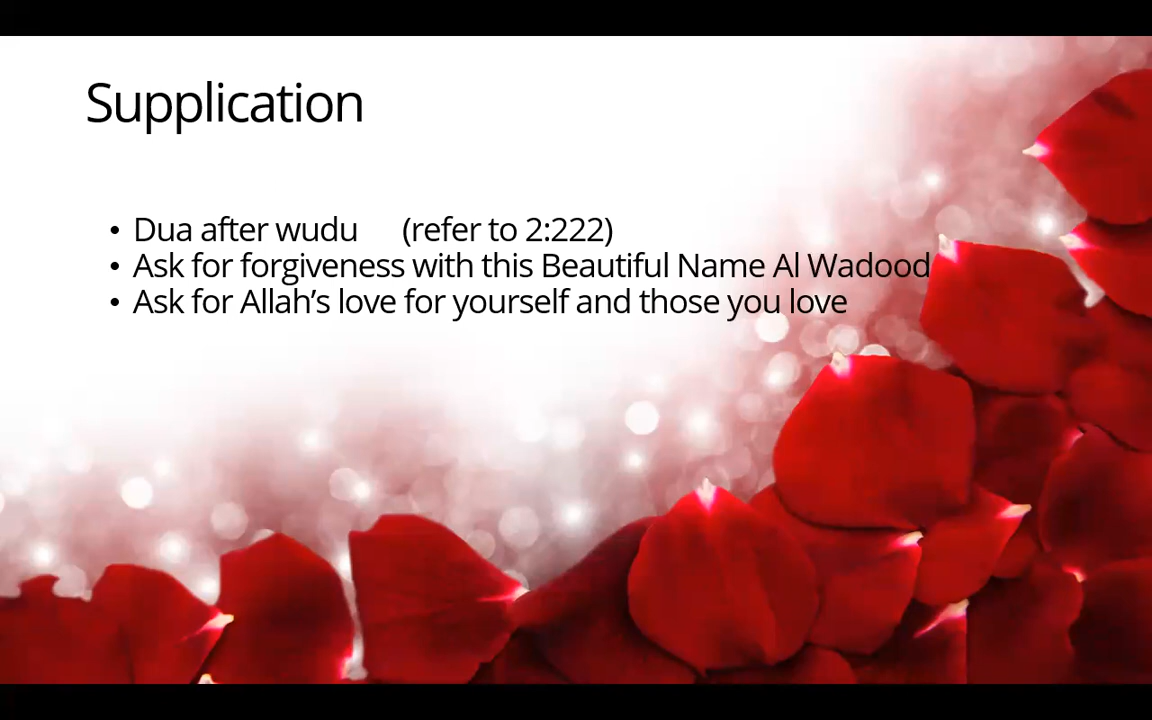 Supplication
• Dua after wudu (refer to 2:222)
• Ask for forgiveness with this Beautiful Name Al Wadood
• Ask for Allah’s love for yourself and those you love